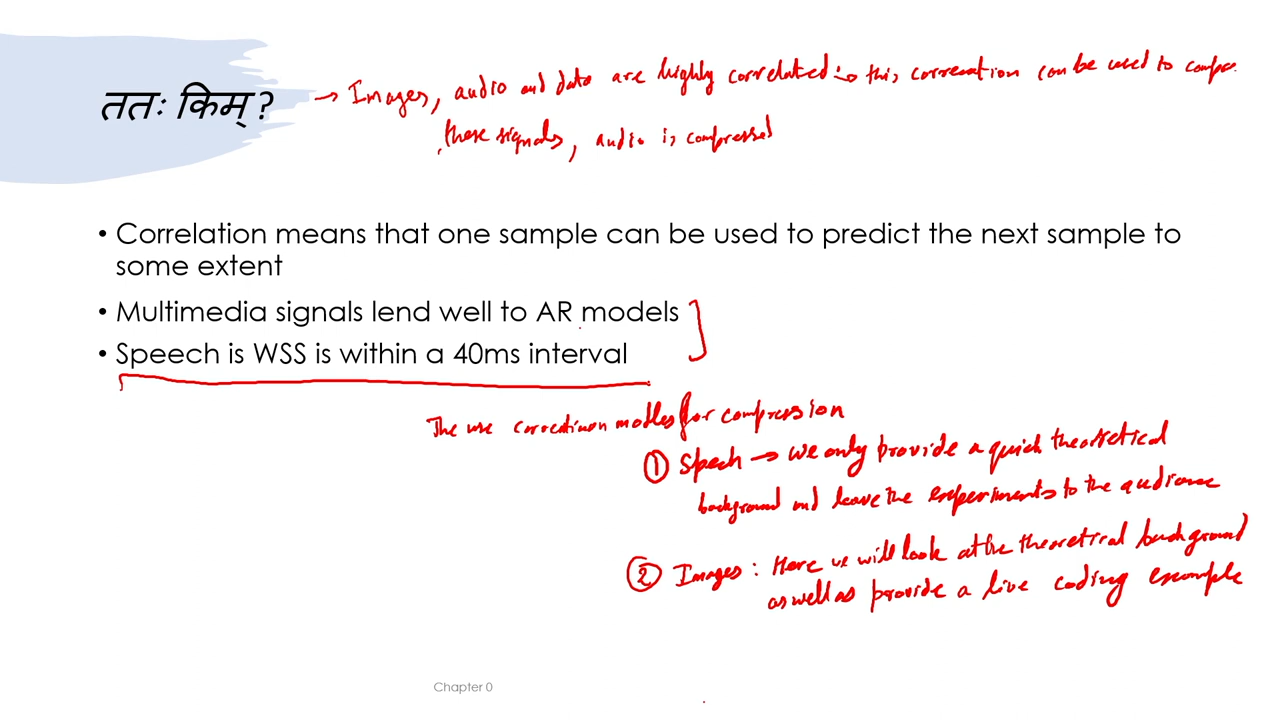 ततः किम् ?
→ Images, audio and data are highly correlated → this correlation can be used to
these signals, audio is compressed
• Correlation means that one sample can be used to predict the next sample to
some extent
• Multimedia signals lend well to AR models
• Speech is WSS is within a 40ms interval
The use for compression
① Speech → We only provide a quick theoretical
background and leave the experiments to the audience
② Images : Here we will look at the theoretical background
as well as provide a live coding example
Chapter 0